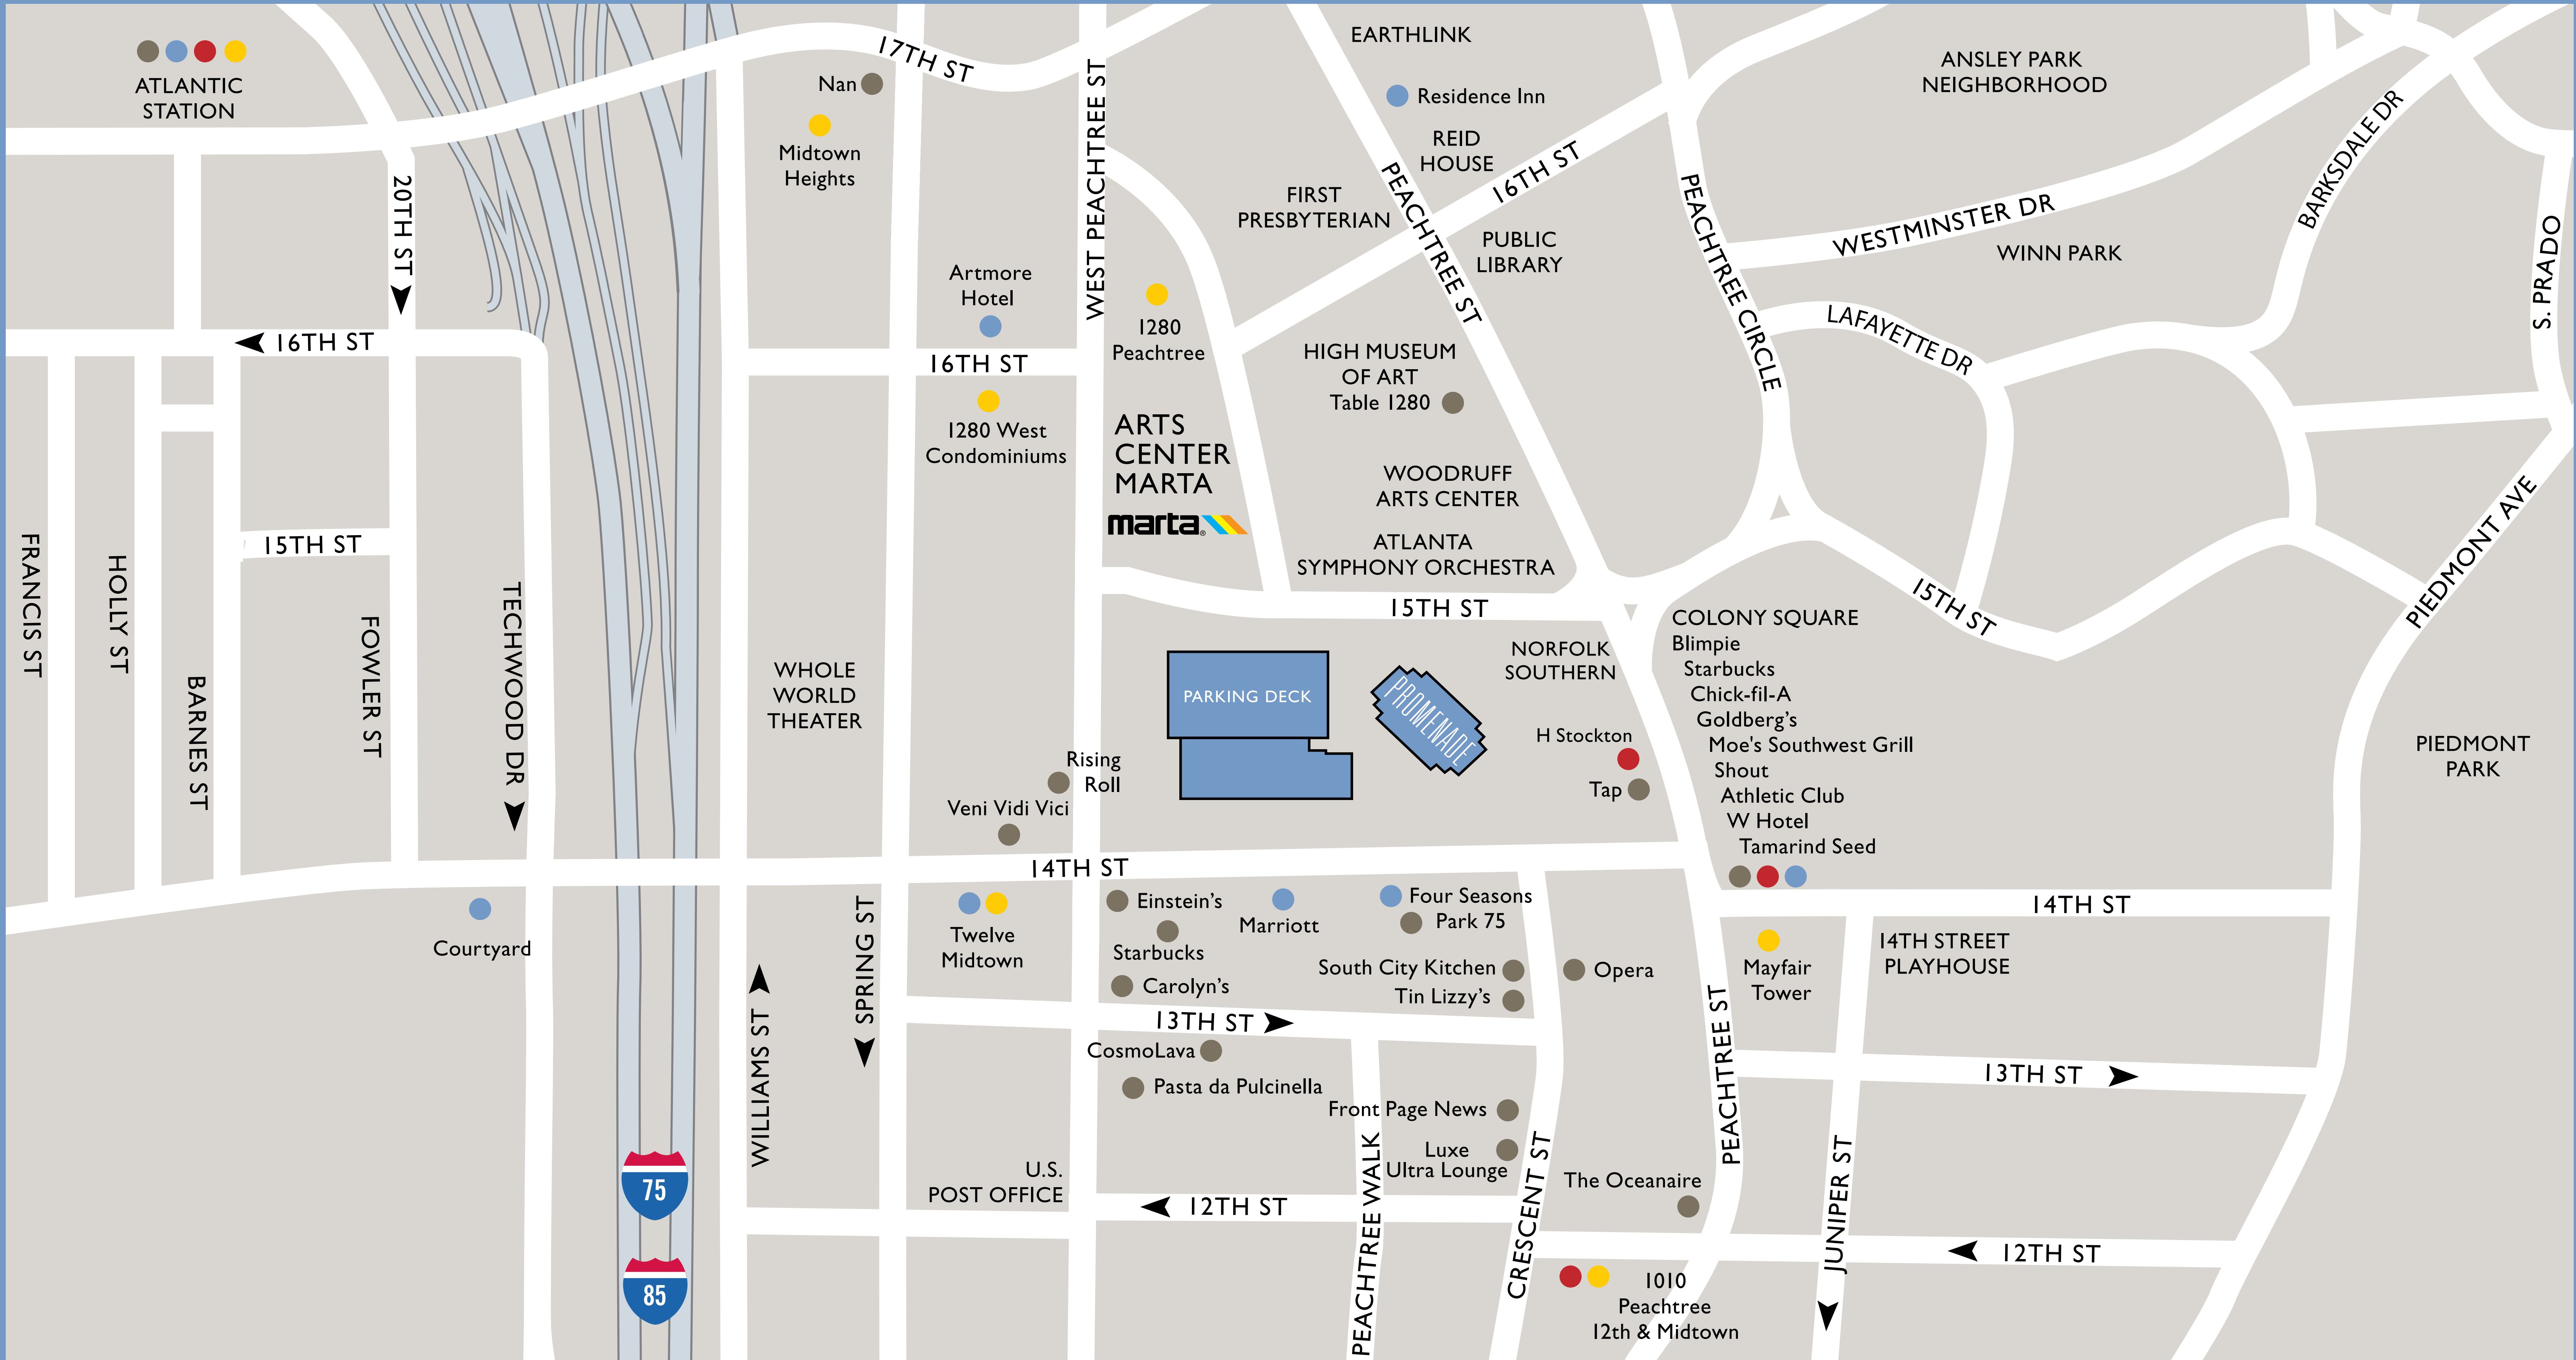 ATLANTIC
STATION
17TH ST
Nan
Midtown
Heights
20TH ST
16TH ST
WEST PEACHTREE ST
EARTHLINK
Residence Inn
REID
HOUSE
16TH ST
FIRST
PRESBYTERIAN
PEACHTREE ST
PUBLIC
LIBRARY
ANSLEY PARK
NEIGHBORHOOD
PEACHTREE CIRCLE
WESTMINSTER DR
WINN PARK
BARKSDALE DR
S. PRADO
LAFAYETTE DR
Artmore
Hotel
16TH ST
1280 West
Condominiums
1280
Peachtree
ARTS
CENTER
MARTA
marta
HIGH MUSEUM
OF ART
Table 1280
WOODRUFF
ARTS CENTER
ATLANTA
SYMPHONY ORCHESTRA
15TH ST
15TH ST
15TH ST
PIEDMONT AVE
FRANCIS ST
HOLLY ST
BARNES ST
FOWLER ST
TECHWOOD DR
WHOLE
WORLD
THEATER
PARKING DECK
PROMENADE
NORFOLK
SOUTHERN
H Stockton
Tap
COLONY SQUARE
Blimpie
Starbucks
Chick-fil-A
Goldberg's
Moe's Southwest Grill
Shout
Athletic Club
W Hotel
Tamarind Seed
PIEDMONT
PARK
Rising
Roll
Veni Vidi Vici
14TH ST
14TH ST
Courtyard
Twelve
Midtown
Einstein's
Starbucks
Carolyn's
Marriott
Four Seasons
Park 75
South City Kitchen
Tin Lizzy's
Opera
Mayfair
Tower
14TH STREET
PLAYHOUSE
SPRING ST
WILLIAMS ST
13TH ST
13TH ST
CosmoLava
Pasta da Pulcinella
Front Page News
Luxe
Ultra Lounge
PEACHTREE WALK
CRESCENT ST
PEACHTREE ST
JUNIPER ST
The Oceanaire
U.S.
POST OFFICE
12TH ST
12TH ST
75
85
1010
Peachtree
12th & Midtown